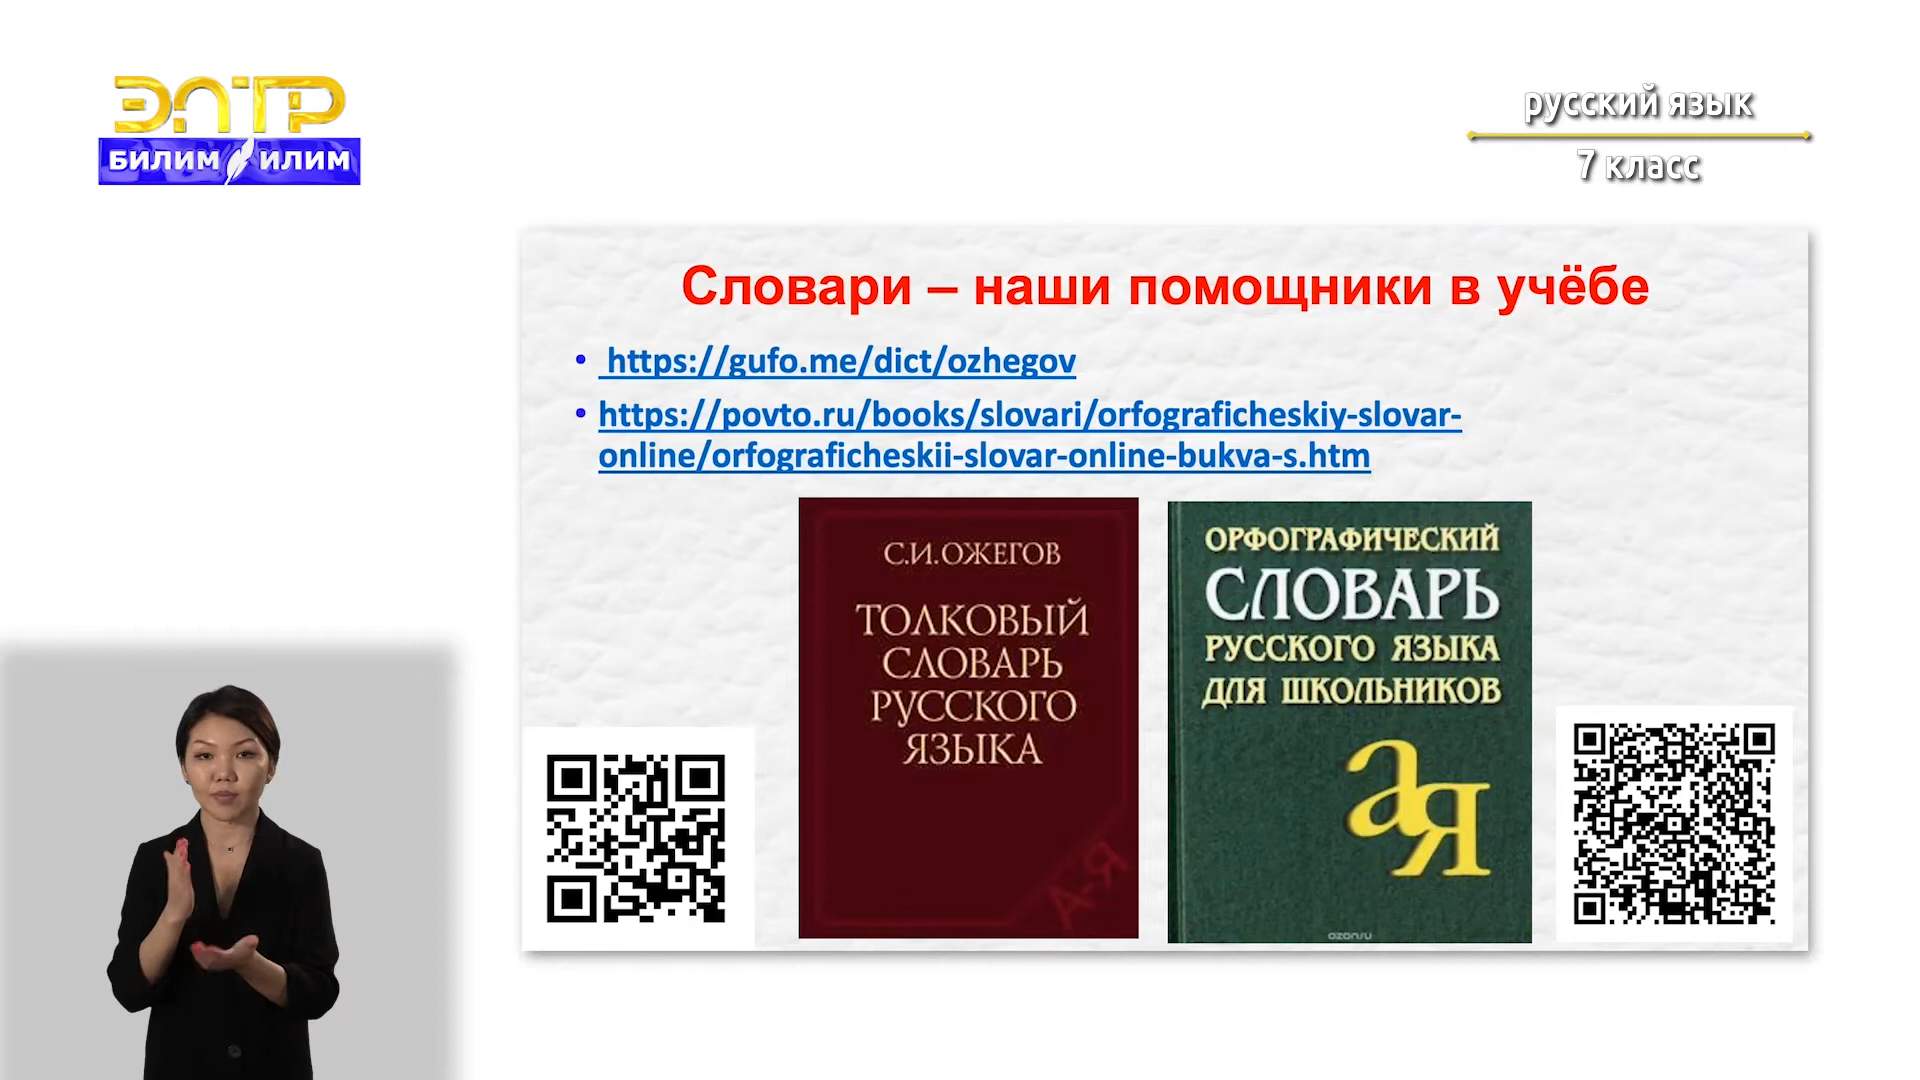 ЭЛТР
БИЛИМ ИЛИМ
русский язык
7 класс
Словари – наши помощники в учёбе
• https://gufo.me/dict/ozhegov
• https://povto.ru/books/slovari/orfograficheskiy-slovar-
online/orfograficheskii-slovar-online-bukva-s.htm
С.И.ОЖЕГОВ
ТОЛКОВЫЙ
СЛОВАРЬ
РУССКОГО
ЯЗЫКА
А-Я
ОРФОГРАФИЧЕСКИЙ
СЛОВАРЬ
РУССКОГО ЯЗЫКА
ДЛЯ ШКОЛЬНИКОВ
аЯ
ozon.ru